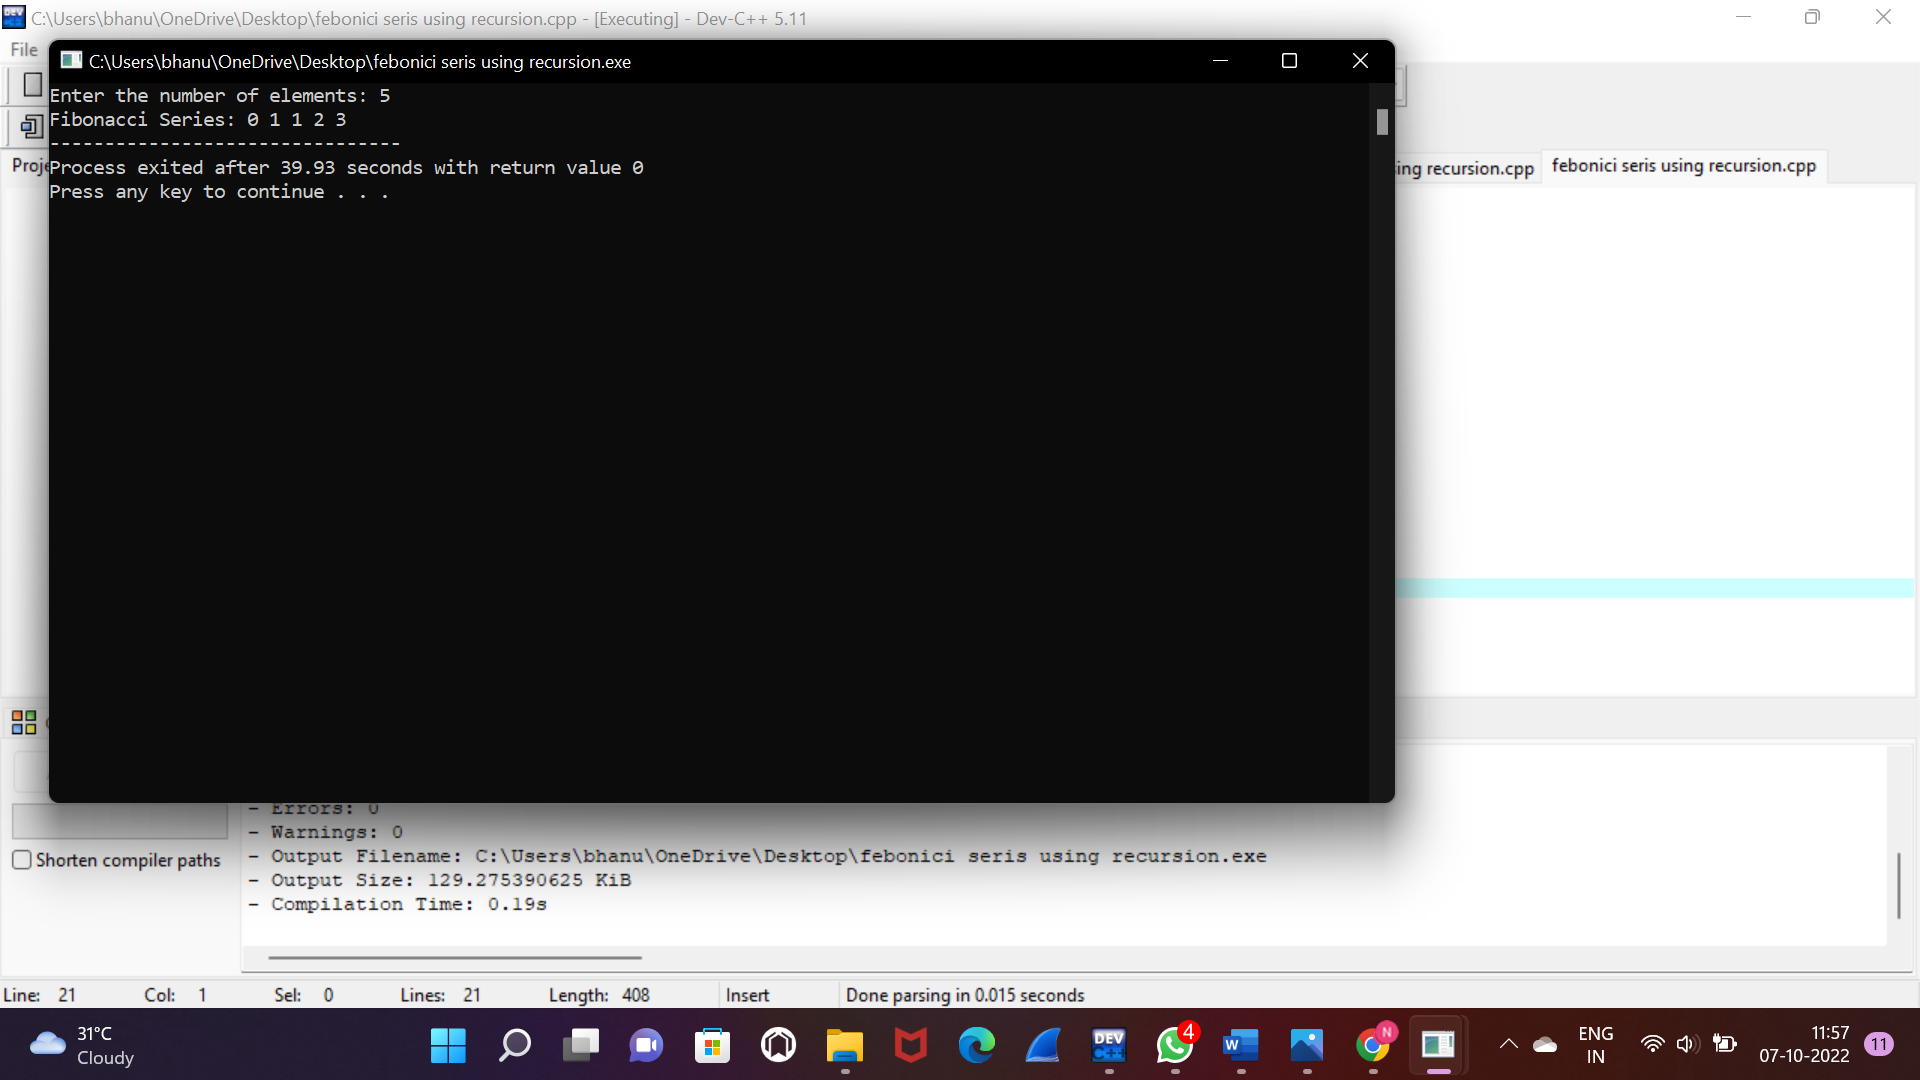 C:\Users\bhanu\OneDrive\Desktop\febonici seris using recursion.cpp - [Executing] - Dev-C++ 5.11
File
C:\Users\bhanu\OneDrive\Desktop\febonici seris using recursion.exe
Enter the number of elements: 5
Fibonacci Series: 0 1 1 2 3
--------------------------------
Process exited after 39.93 seconds with return value 0
Press any key to continue . . .
Proje
ing recursion.cpp
febonici seris using recursion.cpp
- Errors: 0
- Warnings: 0
- Output Filename: C:\Users\bhanu\OneDrive\Desktop\febonici seris using recursion.exe
- Output Size: 129.275390625 KiB
- Compilation Time: 0.19s
Shorten compiler paths
Line: 21 Col: 1 Sel: 0 Lines: 21 Length: 408 Insert Done parsing in 0.015 seconds
31°C
Cloudy
DEV
C++
4
W
N
ENG
IN
11:57
07-10-2022
11